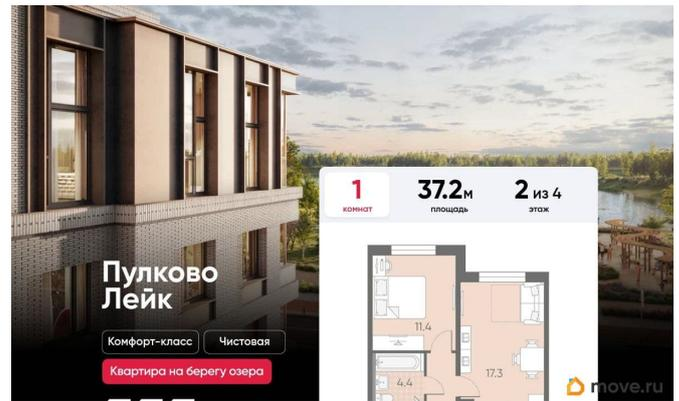 1
комнат
37.2м
площадь
2 из 4
этаж
Пулково
Лейк
Комфорт-класс
Чистовая
Квартира на берегу озера
11.4
17.3
4.4
move.ru